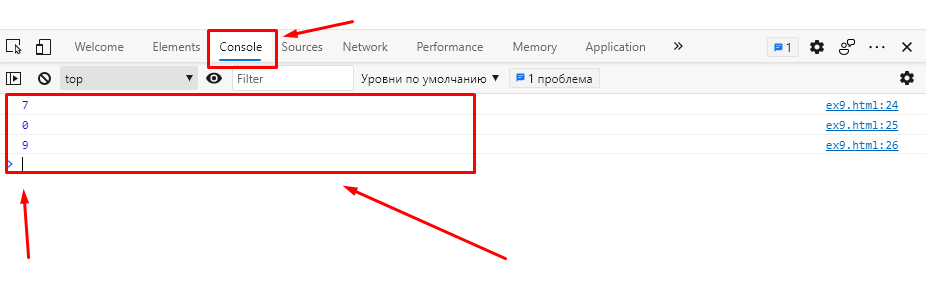 Welcome Elements Console Sources Network Performance Memory Application » 1
top Filter Уровни по умолчанию 1 проблема
7 ex9.html:24
0 ex9.html:25
9 ex9.html:26